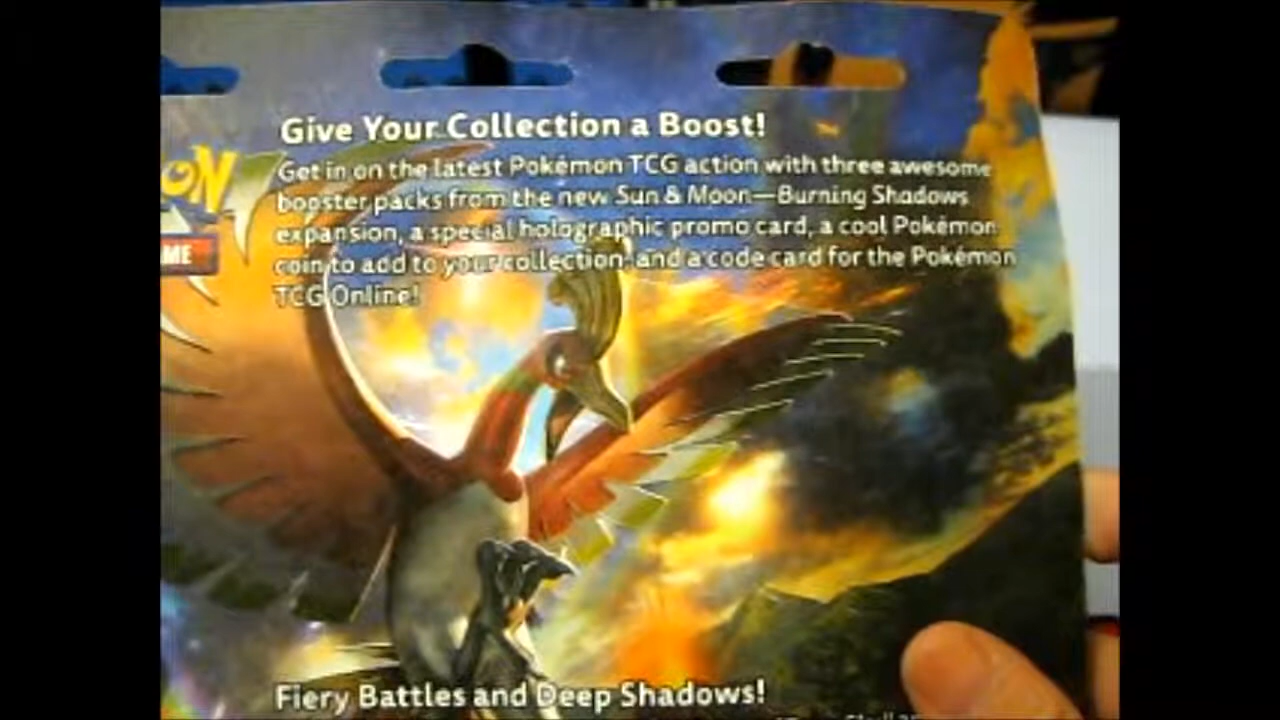 Give Your Collection a Boost!
Get in on the latest Pokémon TCG action with three awesome
booster packs from the new Sun & Moon—Burning Shadows
expansion, a special holographic promo card, a cool Pokémon
coin to add to your collection, and a code card for the Pokémon
TCG Online!
ON
ME
Fiery Battles and Deep Shadows!